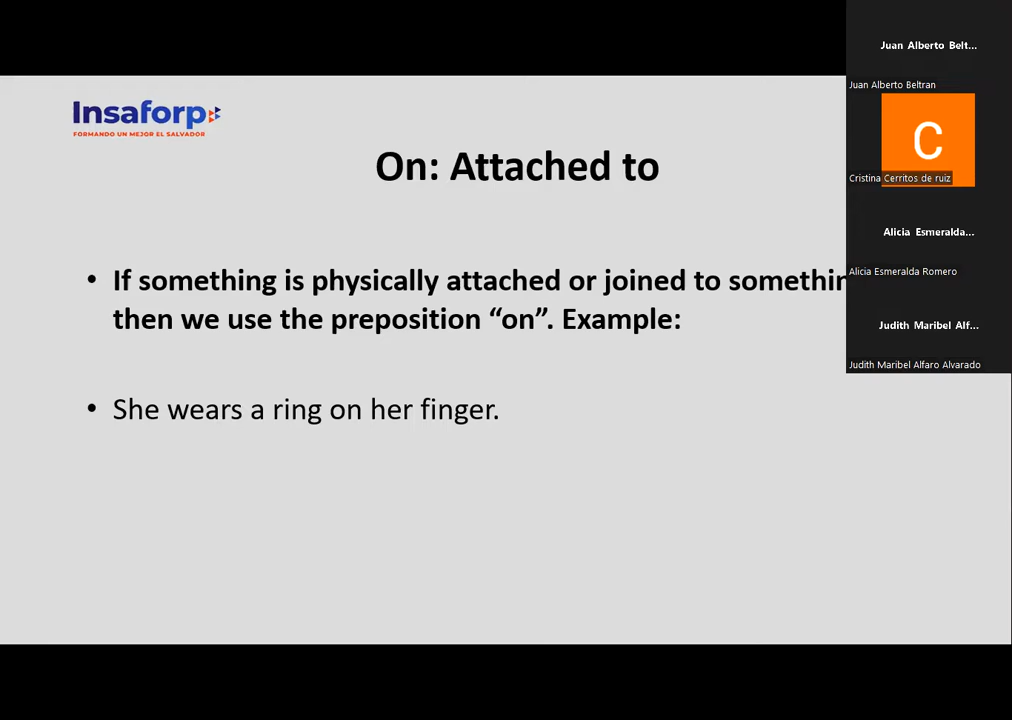 Insaforp
FORMANDO UN MEJOR EL SALVADOR
On: Attached to
• If something is physically attached or joined to somethin
then we use the preposition “on”. Example:
• She wears a ring on her finger.
Juan Alberto Belt...
Juan Alberto Beltran
C
Cristina Cerritos de ruiz
Alicia Esmeralda...
Alicia Esmeralda Romero
Judith Maribel Alf...
Judith Maribel Alfaro Alvarado